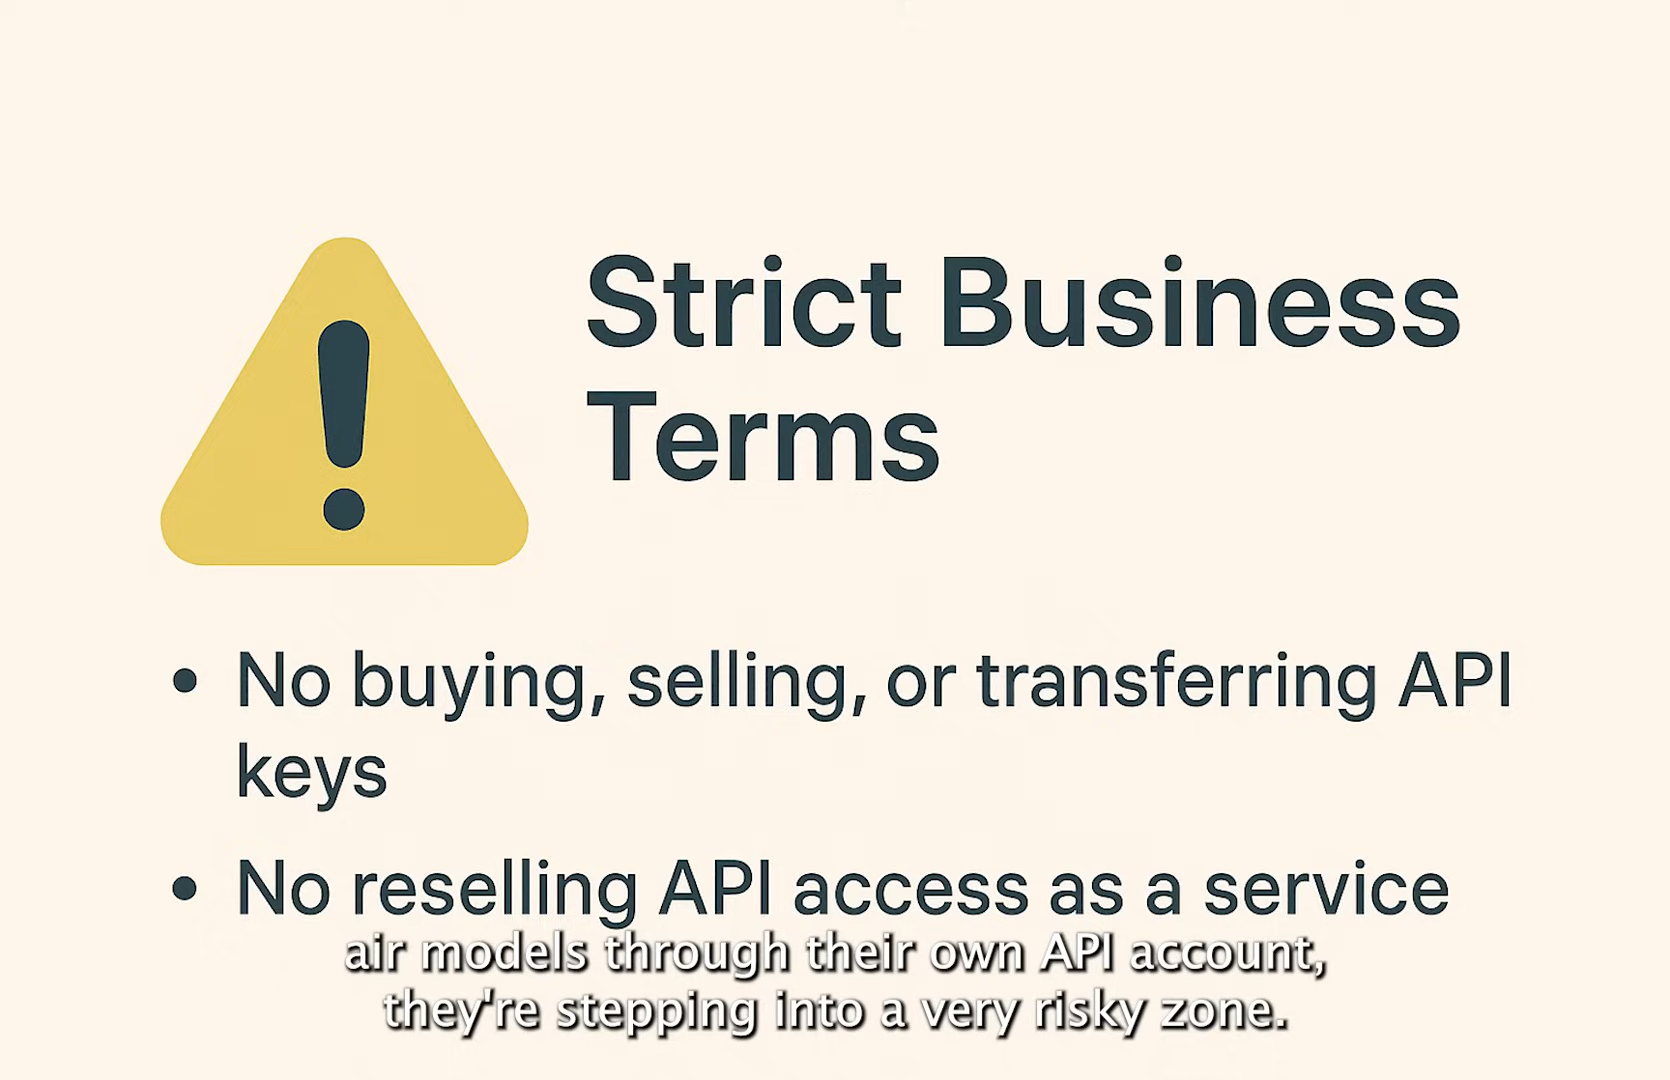 Strict Business
Terms
• No buying, selling, or transferring API
keys
• No reselling API access as a service
air models through their own API account,
they're stepping into a very risky zone.